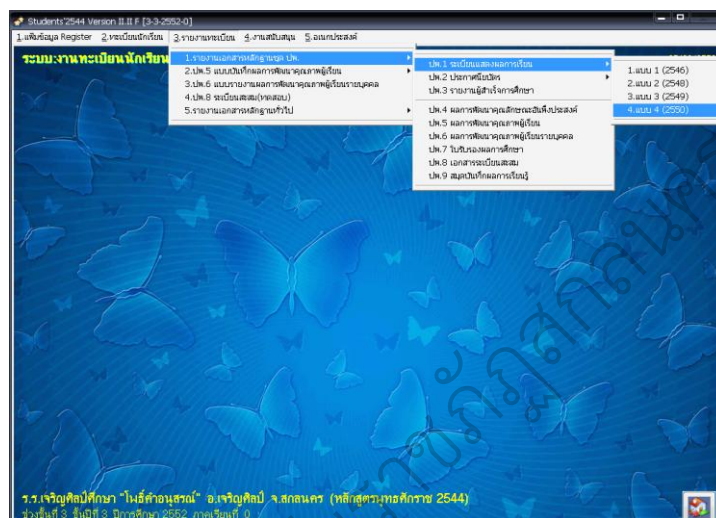 Students'2544 Version II.II F [3-3-2552-0]
1.แฟ้มข้อมูล Register 2.ทะเบียนนักเรียน 3.รายงานทะเบียน 4.งานสนับสนุน 5.อเนกประสงค์
ระบบ:งานทะเบียนนักเรียน
1.รายงานเอกสารหลักฐานชุด ปพ.
2.ปพ.5 แบบบันทึกผลการพัฒนาคุณภาพผู้เรียน
3.ปพ.6 แบบรายงานผลการพัฒนาคุณภาพผู้เรียนรายบุคคล
4.ปพ.8 ระเบียนสะสม(ทดสอบ)
5.รายงานเอกสารหลักฐานทั่วไป
ปพ.1 ระเบียนแสดงผลการเรียน
ปพ.2 ประกาศนียบัตร
ปพ.3 รายงานผู้สำเร็จการศึกษา
ปพ.4 ผลการพัฒนาคุณลักษณะอันพึงประสงค์
ปพ.5 ผลการพัฒนาคุณภาพผู้เรียน
ปพ.6 ผลการพัฒนาคุณภาพผู้เรียนรายบุคคล
ปพ.7 ใบรับรองผลการศึกษา
ปพ.8 เอกสารระเบียนสะสม
ปพ.9 สมุดบันทึกผลการเรียนรู้
1.แบบ 1 (2546)
2.แบบ 2 (2548)
3.แบบ 3 (2549)
4.แบบ 4 (2550)
ร.ร.เจริญศิลป์ศึกษา "โพธิ์คำอนุสรณ์" อ.เจริญศิลป์ จ.สกลนคร (หลักสูตรพุทธศักราช 2544)
ช่วงชั้นที่ 3 ชั้นปีที่ 3 ปีการศึกษา 2552 ภาคเรียนที่ 0